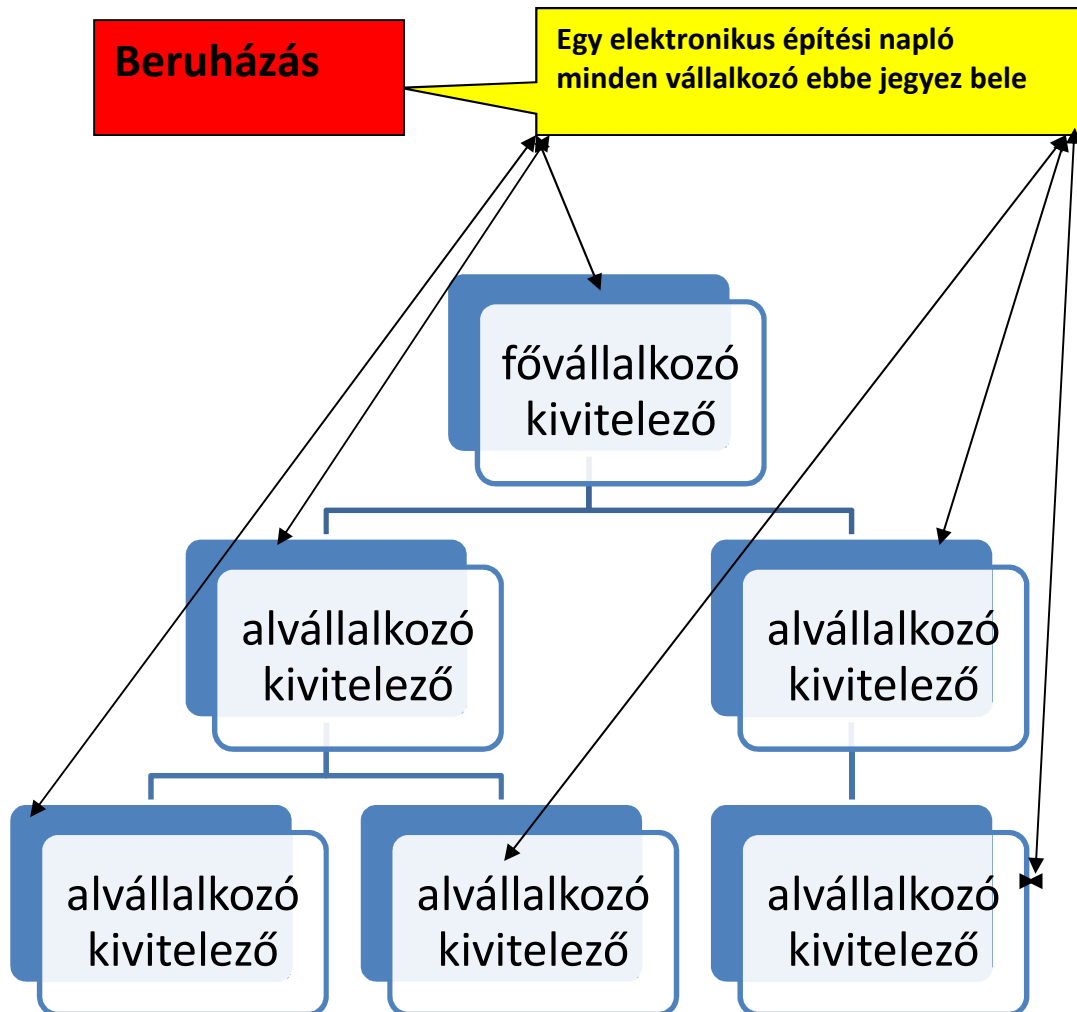 Beruházás
Egy elektronikus építési napló
minden vállalkozó ebbe jegyez bele
fővállalkozó
kivitelező
alvállalkozó
kivitelező
alvállalkozó
kivitelező
alvállalkozó
kivitelező
alvállalkozó
kivitelező
alvállalkozó
kivitelező